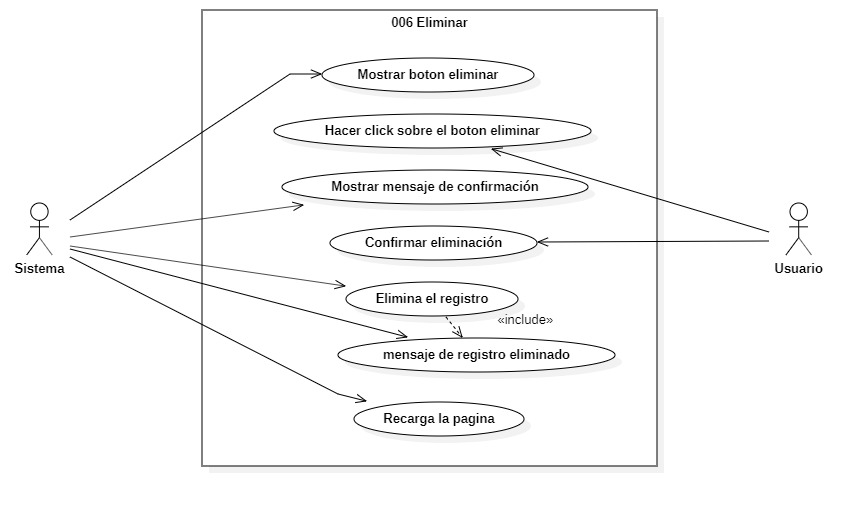 006 Eliminar
Mostrar boton eliminar
Hacer click sobre el boton eliminar
Mostrar mensaje de confirmación
Confirmar eliminación
Sistema
Usuario
Elimina el registro
«include»
mensaje de registro eliminado
Recarga la pagina